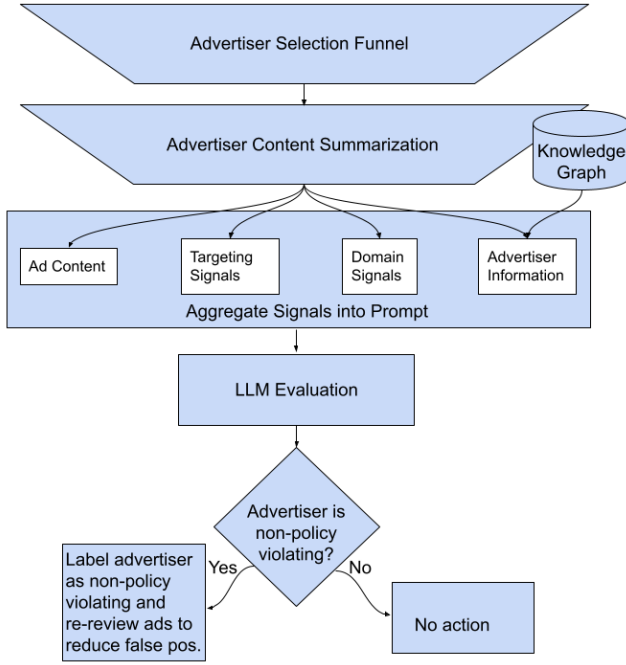 Advertiser Selection Funnel
Advertiser Content Summarization
Knowledge
Graph
Ad Content
Targeting
Signals
Domain
Signals
Advertiser
Information
Aggregate Signals into Prompt
LLM Evaluation
Advertiser is
non-policy
violating?
Yes
No
Label advertiser
as non-policy
violating and
re-review ads to
reduce false pos.
No action